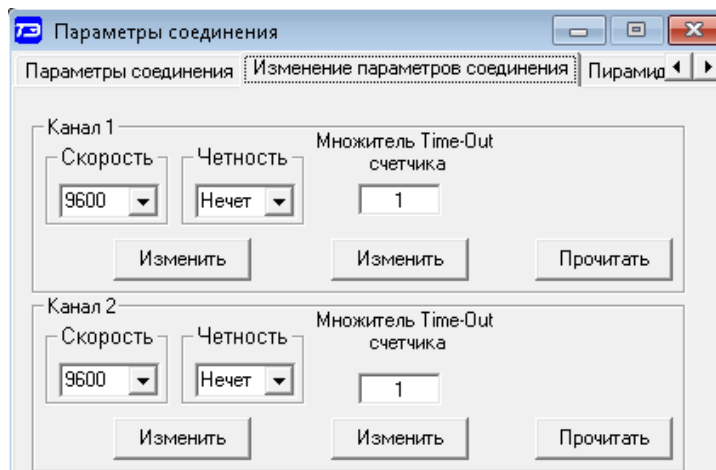 ТЭ Параметры соединения
Параметры соединения Изменение параметров соединения Пирамид
Канал 1
Скорость Четность Множитель Time-Out счетчика
9600 Нечет 1
Изменить Изменить Прочитать
Канал 2
Скорость Четность Множитель Time-Out счетчика
9600 Нечет 1
Изменить Изменить Прочитать